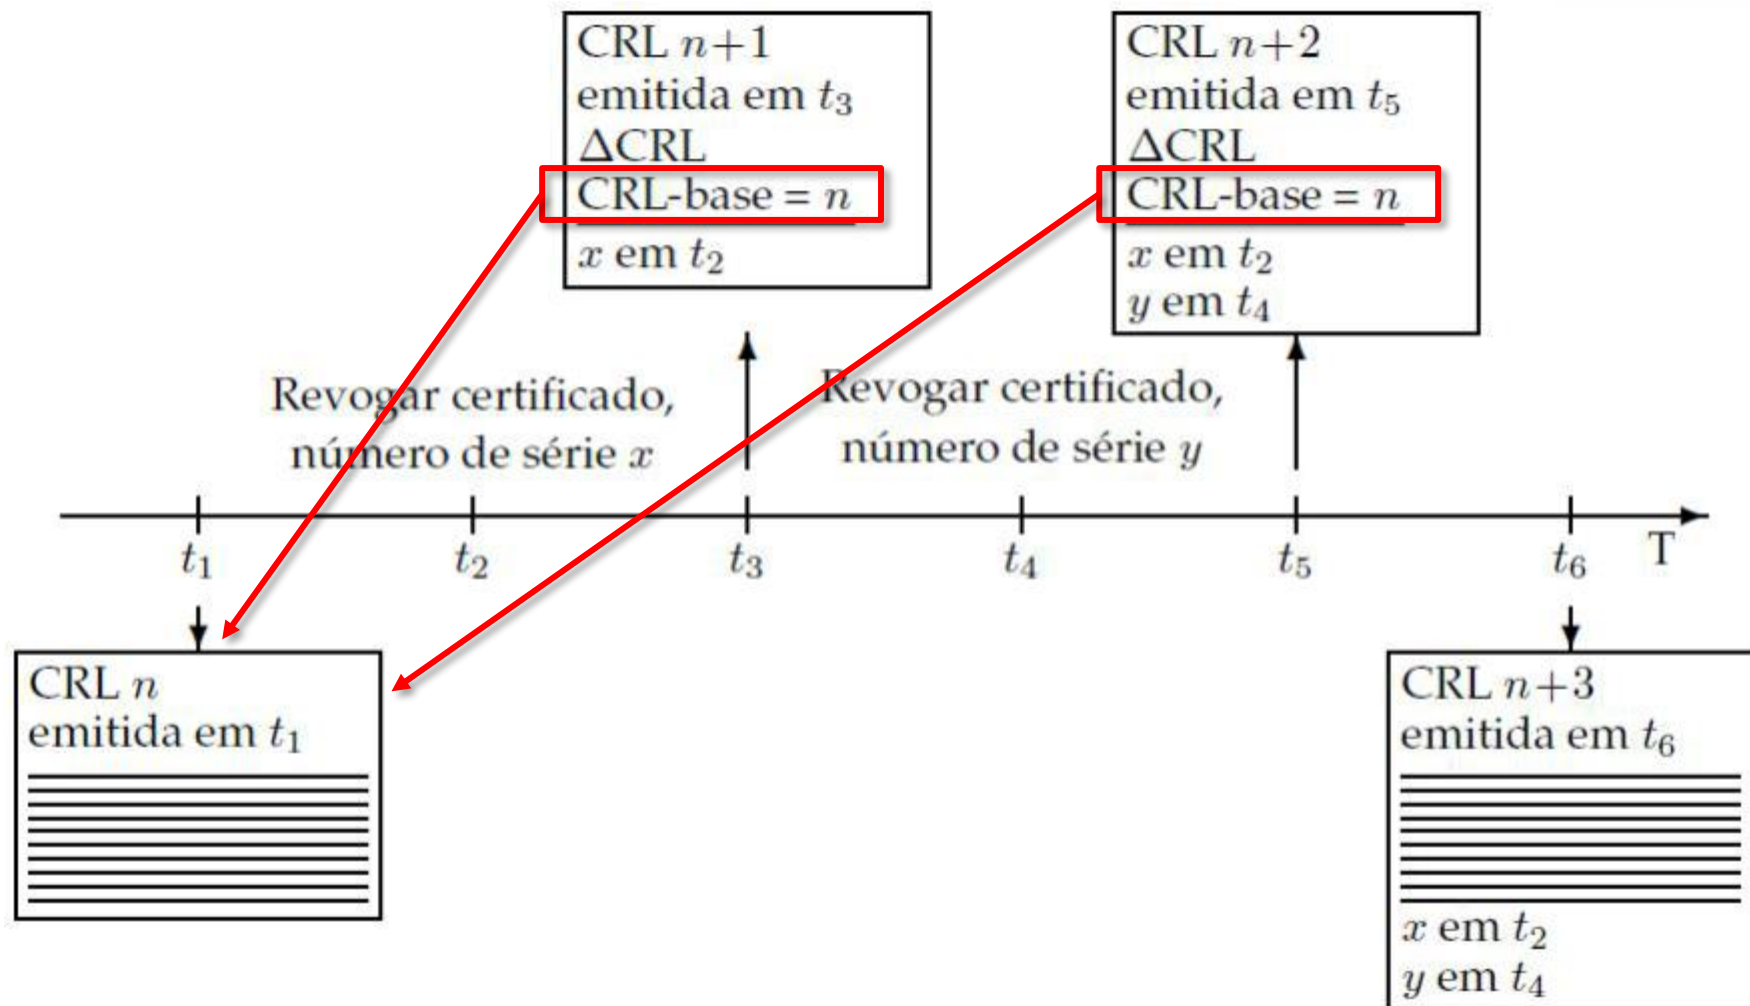 CRL n+1
emitida em t₃
ΔCRL
CRL-base = n
x em t₂
CRL n+2
emitida em t₅
ΔCRL
CRL-base = n
x em t₂
y em t₄
Revogar certificado,
número de série x
Revogar certificado,
número de série y
t₁ t₂ t₃ t₄ t₅ t₆ T
CRL n
emitida em t₁
CRL n+3
emitida em t₆
x em t₂
y em t₄